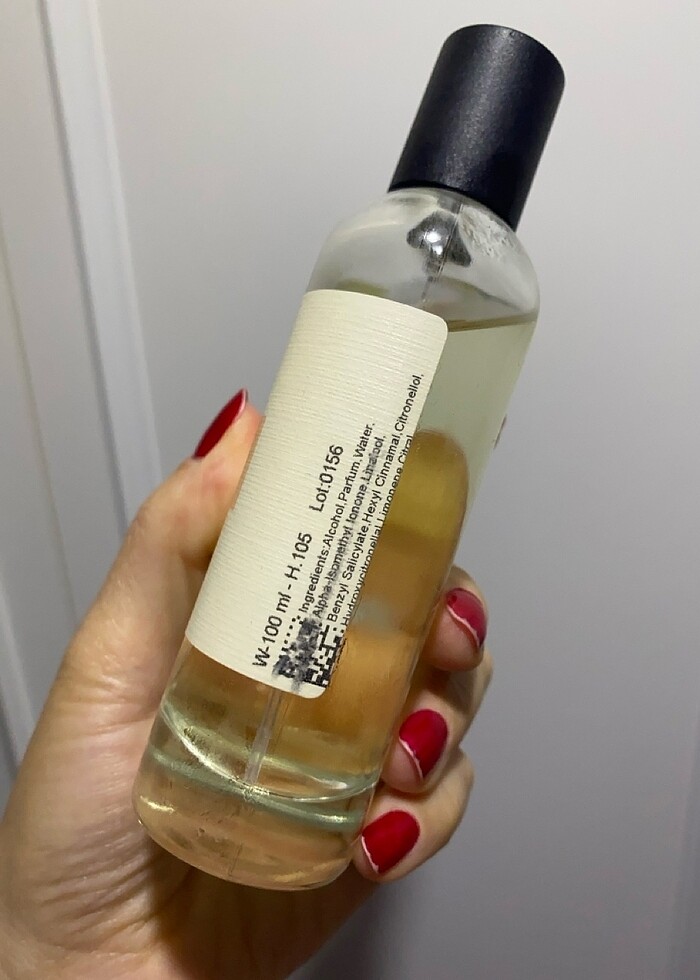 W-100 ml - H.105 Lot:0156
Ingredients:Alcohol,Parfum,Water,
Alpha-Isomethyl Ionone,Linalool,
Benzyl Salicylate,Hexyl Cinnamal,Citronellol,
Hydroxycitronellal,Limonene,Citral